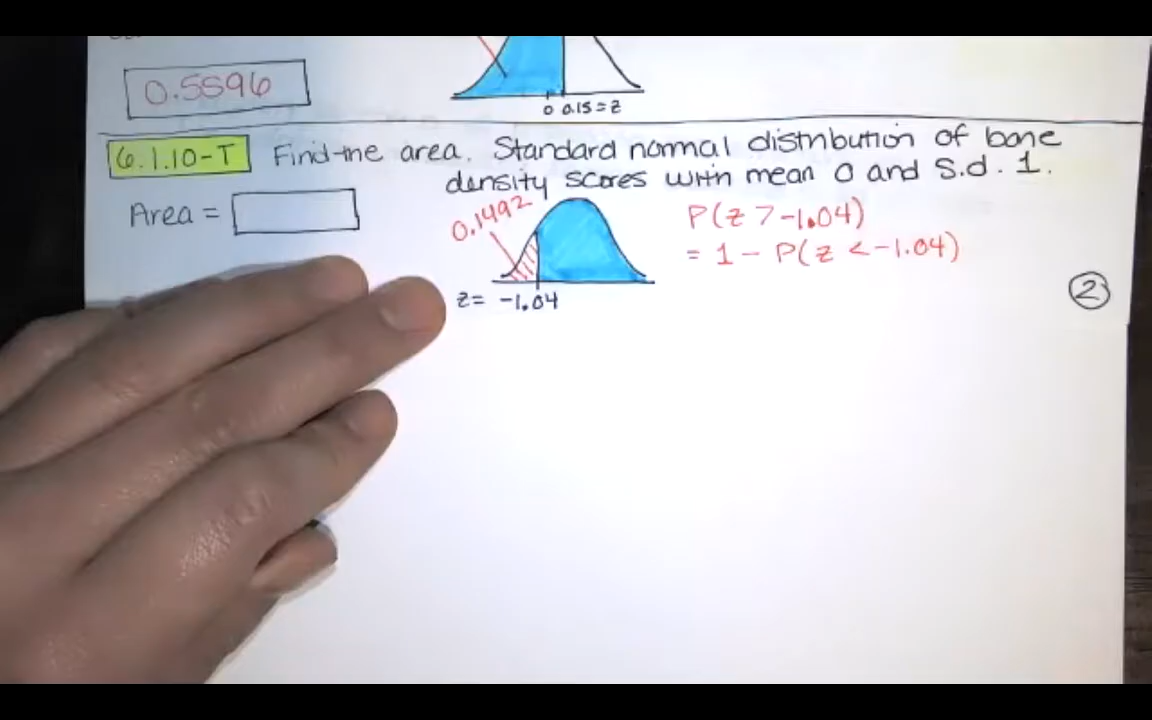 0.5596
0 0.15=z
6.1.10-T Find the area. Standard normal distribution of bone
density scores with mean 0 and s.d. 1.
Area =
0.1492
P(z > -1.04)
= 1 - P(z < -1.04)
z= -1.04
2